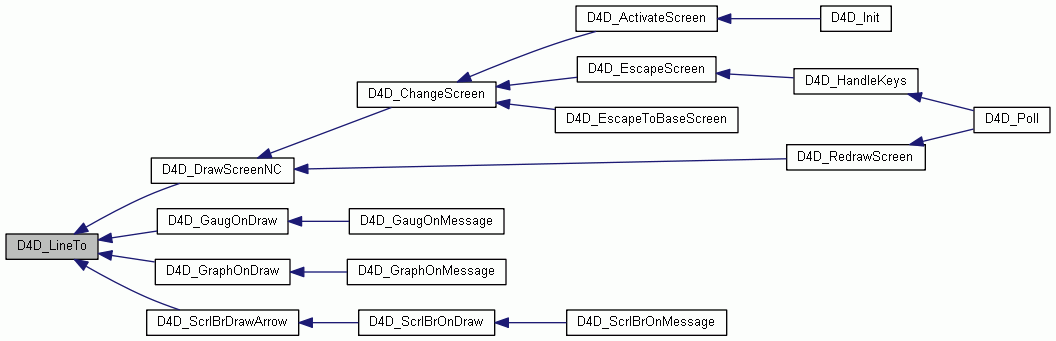 D4D_ActivateScreen
D4D_Init
D4D_EscapeScreen
D4D_HandleKeys
D4D_ChangeScreen
D4D_EscapeToBaseScreen
D4D_Poll
D4D_RedrawScreen
D4D_DrawScreenNC
D4D_GaugOnDraw
D4D_GaugOnMessage
D4D_LineTo
D4D_GraphOnDraw
D4D_GraphOnMessage
D4D_ScrlBrDrawArrow
D4D_ScrlBrOnDraw
D4D_ScrlBrOnMessage